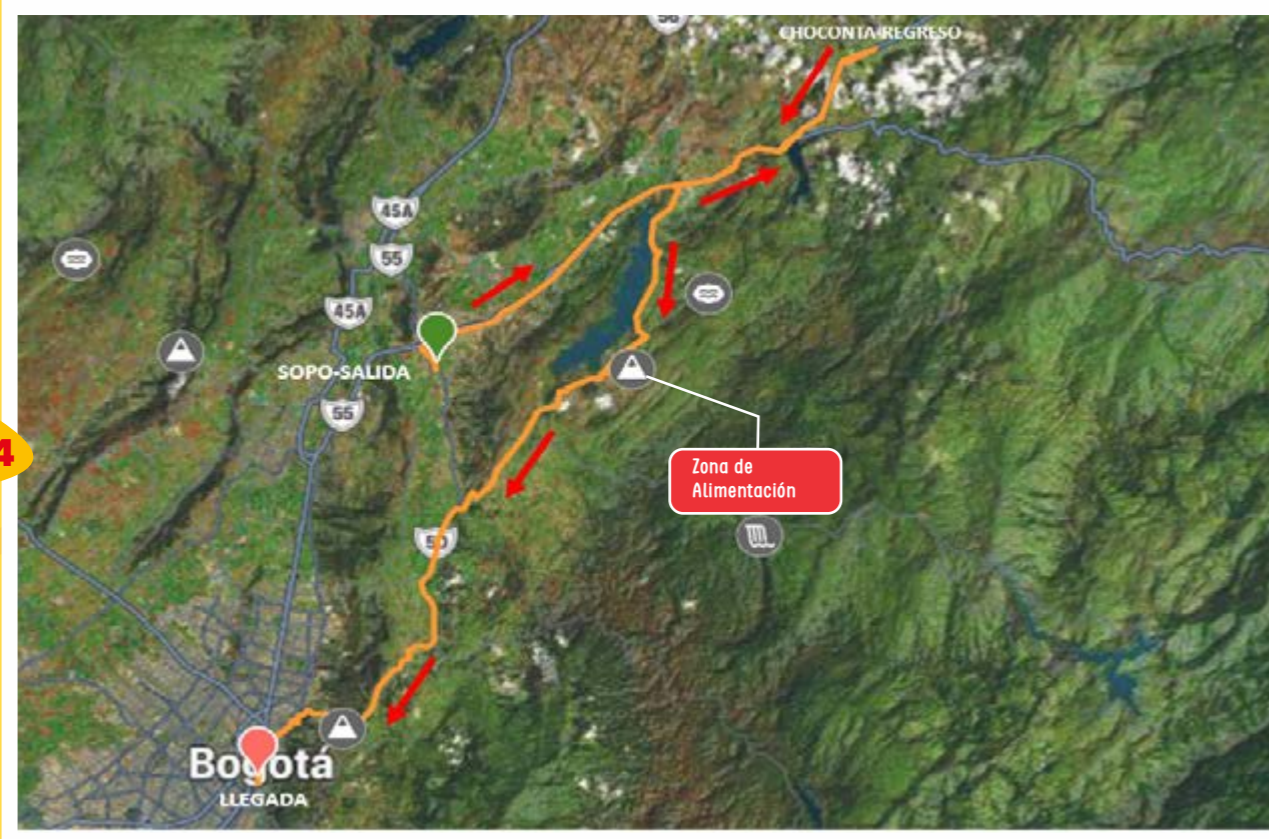 CHOCONTA-REGRESO
45A
55
45A
SOPO-SALIDA
55
4
Zona de
Alimentación
50
Bogotá
LLEGADA